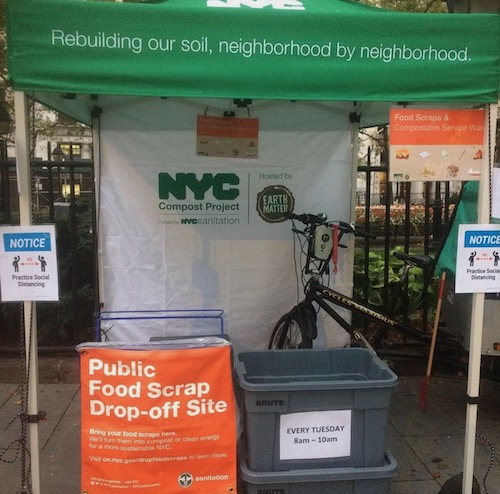 NYC
Rebuilding our soil, neighborhood by neighborhood.
Food Scraps &
Compostable Service Ware
NYC
Compost Project
Funded by NYC sanitation
Hosted by
EARTH
MATTER
NOTICE
Practice Social
Distancing
NOTICE
Practice Social
Distancing
Public
Food Scrap
Drop-off Site
Bring your food scraps here.
We'll turn them into compost or clean energy
for a more sustainable NYC.
Visit on.nyc.gov/dropfoodscraps to learn more.
sanitation
BRUTE
EVERY TUESDAY
8am – 10am
BRUTE